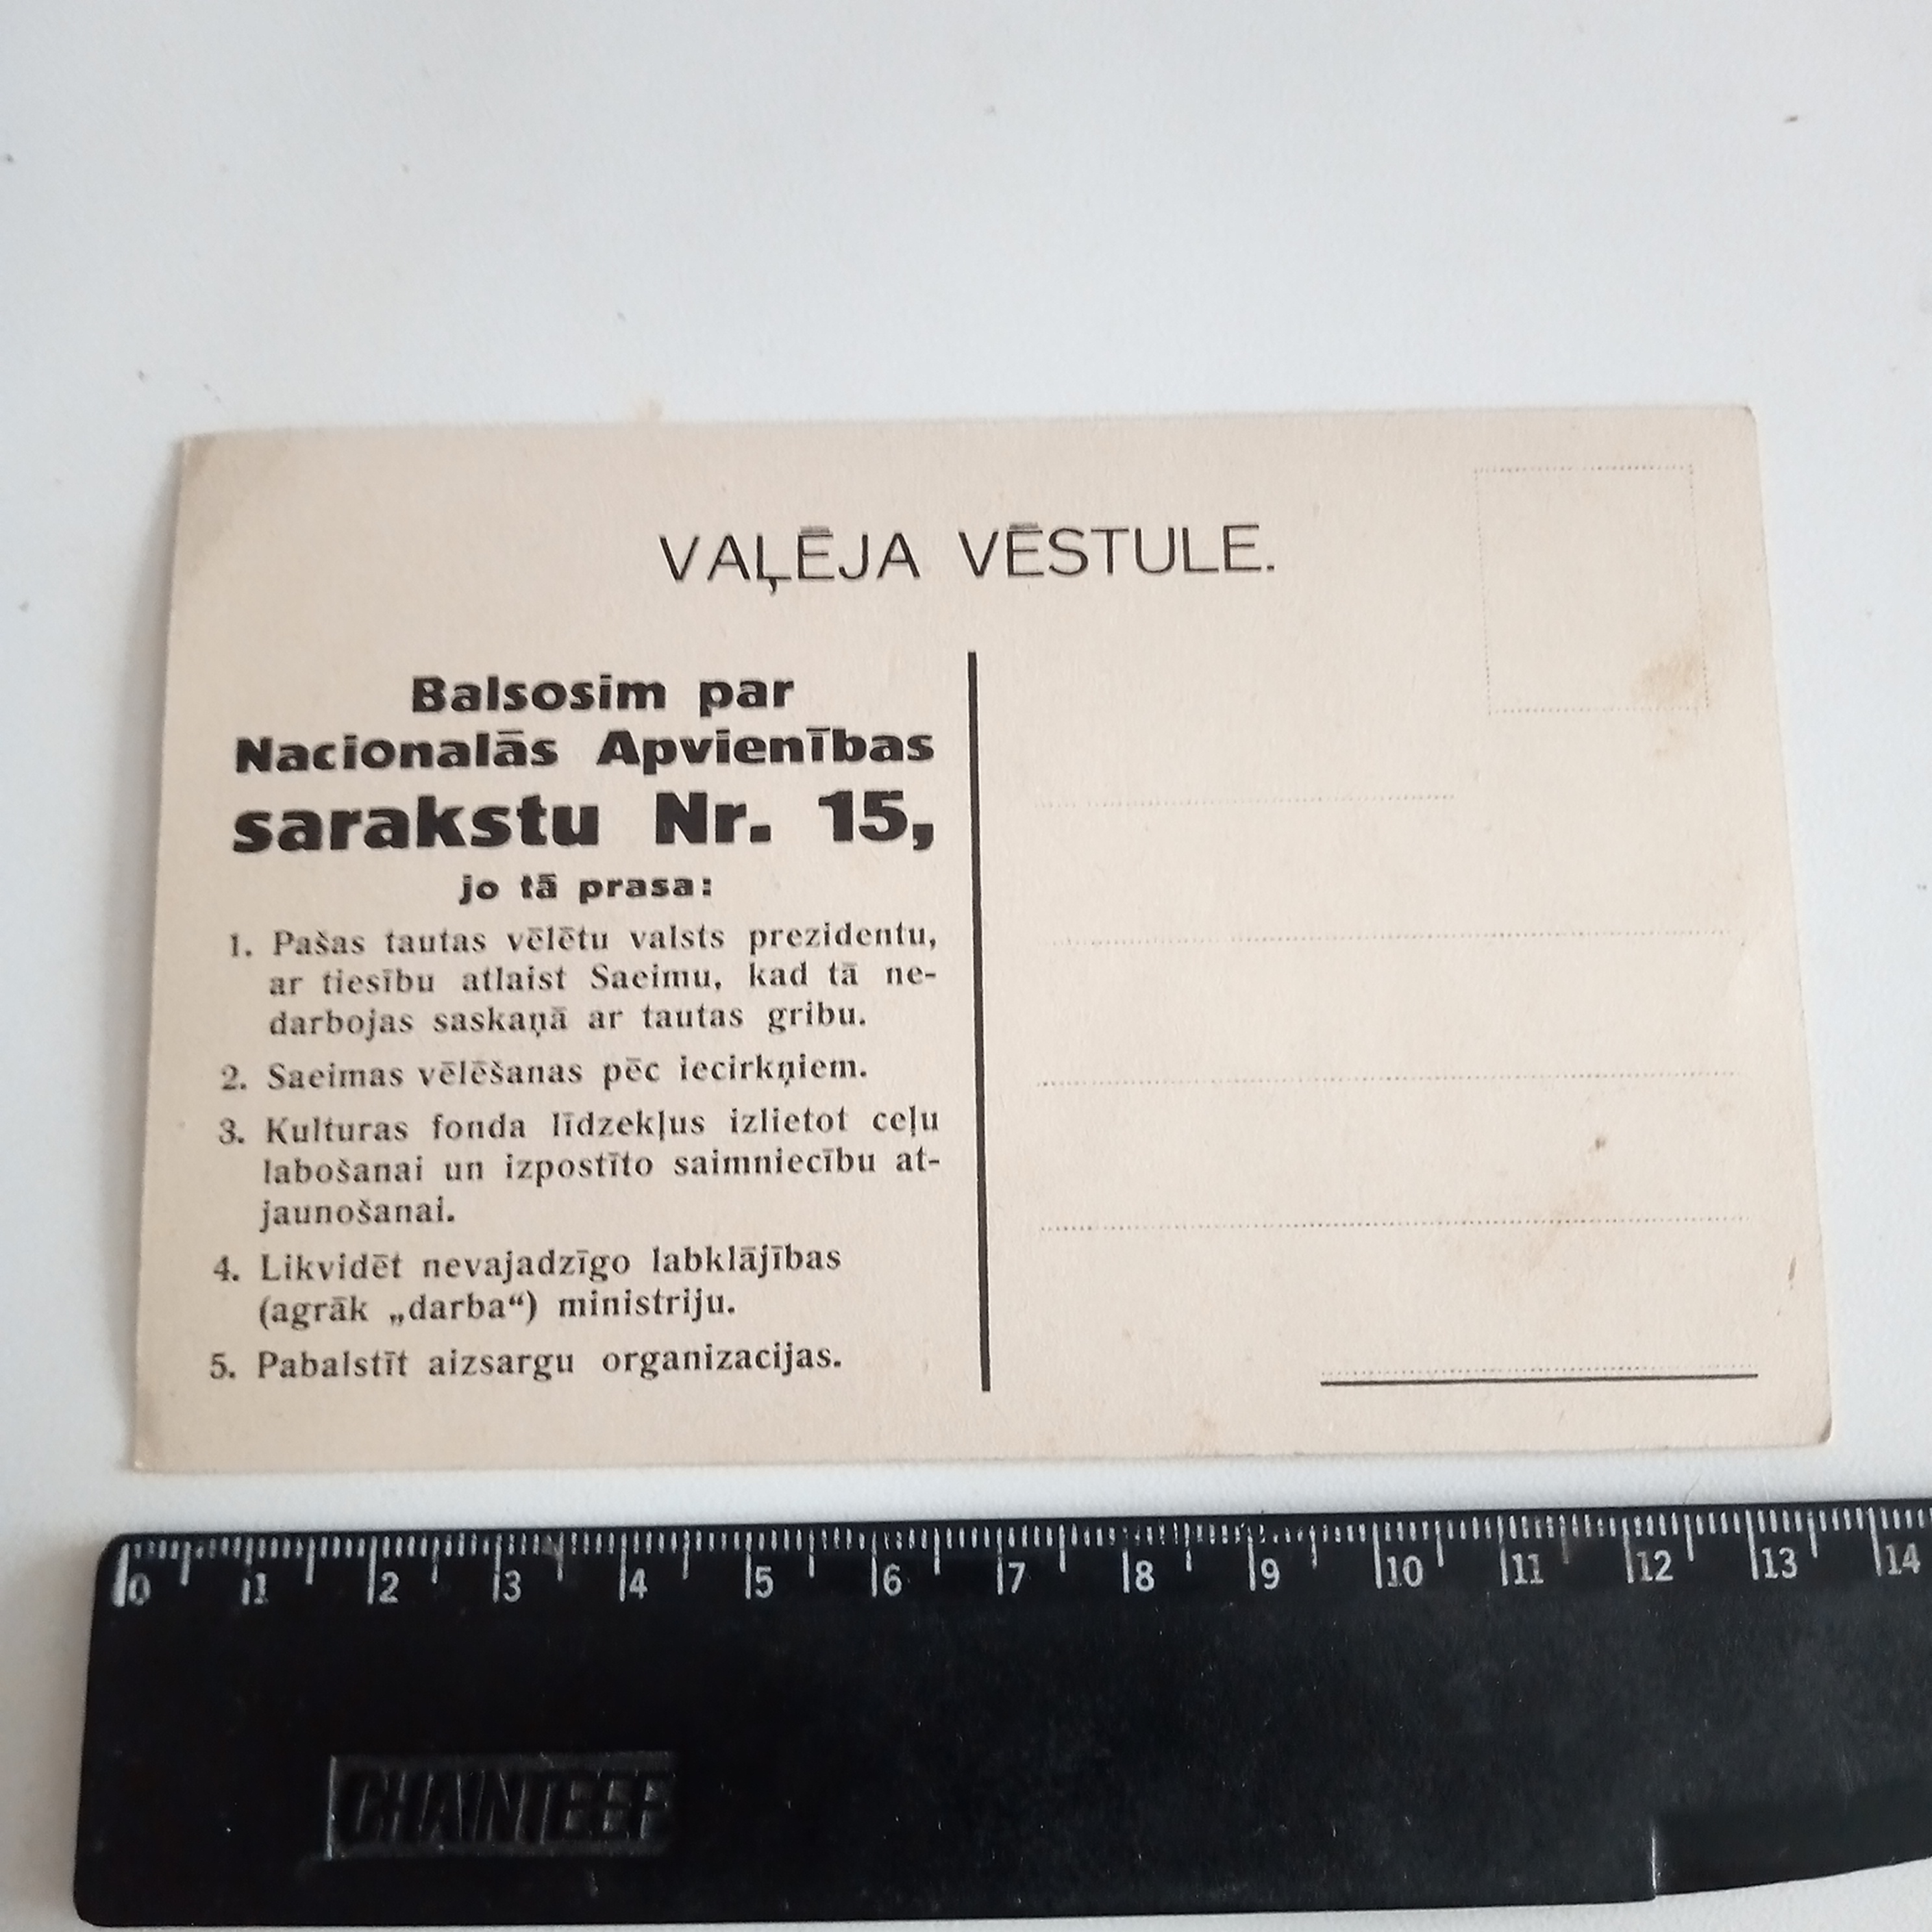 VAĻĒJA VĒSTULE.
Balsosim par
Nacionalās Apvienības
sarakstu Nr. 15,
jo tā prasa:
1. Pašas tautas vēlētu valsts prezidentu,
ar tiesību atlaist Saeimu, kad tā ne-
darbojas saskaņā ar tautas gribu.
2. Saeimas vēlēšanas pēc iecirkņiem.
3. Kulturas fonda līdzekļus izlietot ceļu
labošanai un izpostīto saimniecību at-
jaunošanai.
4. Likvidēt nevajadzīgo labklājības
(agrāk „darba“) ministriju.
5. Pabalstīt aizsargu organizacijas.
0 1 2 3 4 5 6 7 8 9 10 11 12 13 14